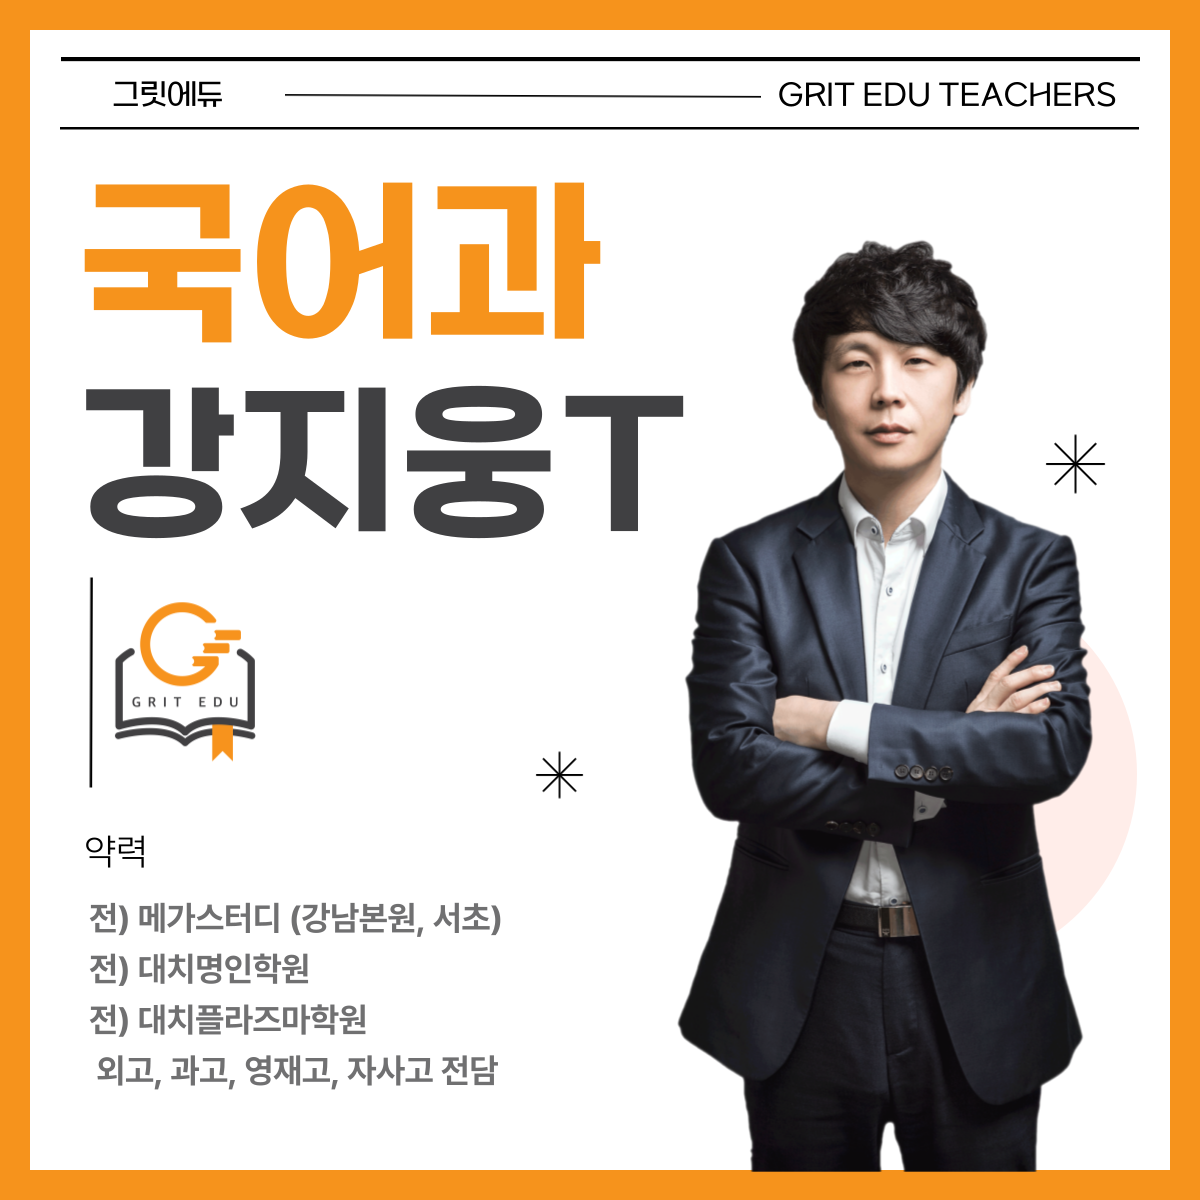 그릿에듀
GRIT EDU TEACHERS
국어과
강지웅T
GRIT EDU
약력
전) 메가스터디 (강남본원, 서초)
전) 대치명인학원
전) 대치플라즈마학원
외고, 과고, 영재고, 자사고 전담